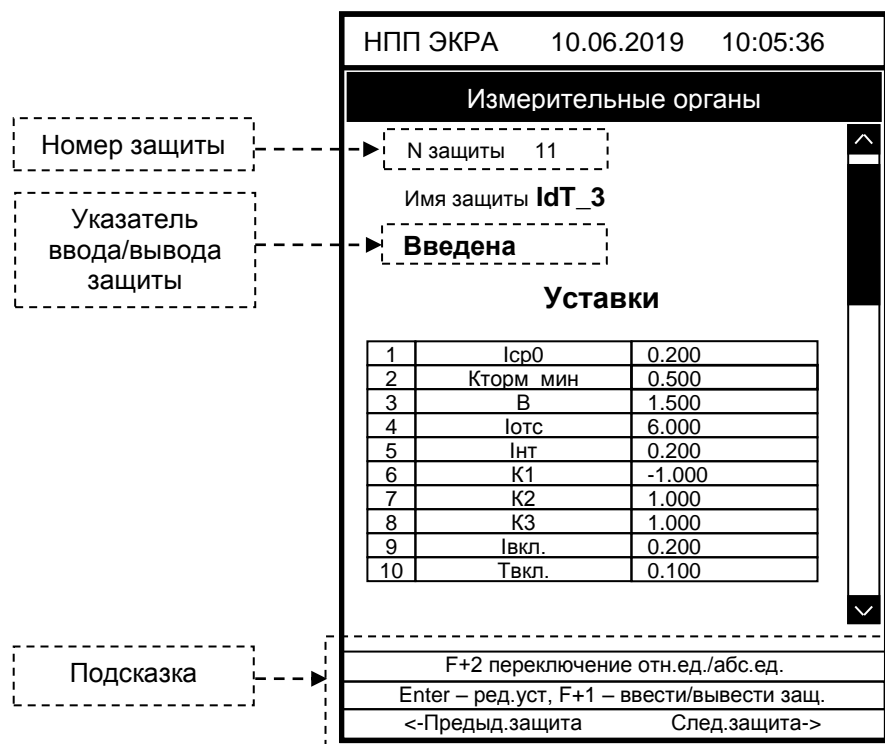 НПП ЭКРА 10.06.2019 10:05:36
Измерительные органы
Номер защиты
N защиты 11
Имя защиты IdT_3
Указатель
ввода/вывода
защиты
Введена
Уставки
1 Iср0 0.200
2 Кторм_мин 0.500
3 В 1.500
4 Iотс 6.000
5 Iнт 0.200
6 К1 -1.000
7 К2 1.000
8 К3 1.000
9 Iвкл. 0.200
10 Твкл. 0.100
Подсказка
F+2 переключение отн.ед./абс.ед.
Enter – ред.уст, F+1 – ввести/вывести защ.
<-Предыд.защита След.защита->